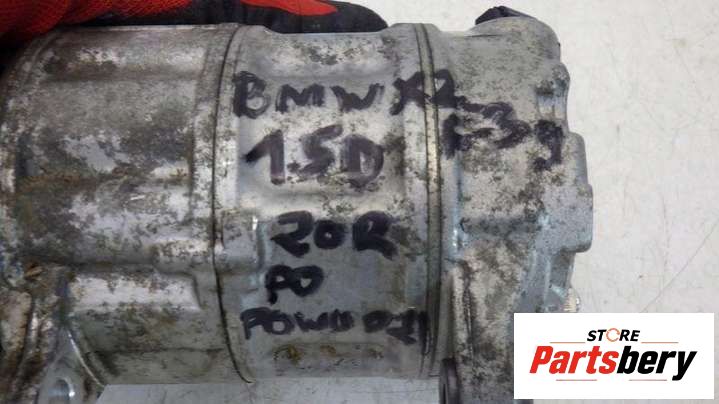 BMW X2
F39
1.5D
20R
PO
POWODZI
STORE
Partsbery